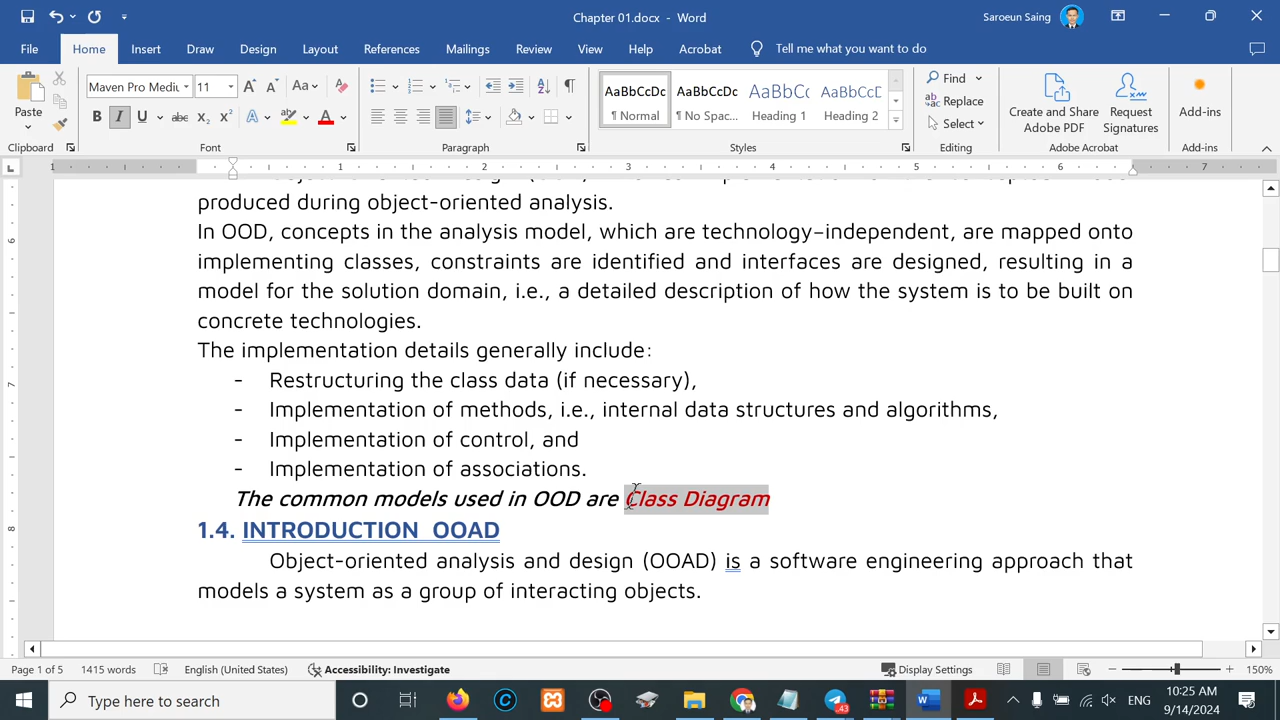 Chapter 01.docx - Word
Saroeun Saing
File Home Insert Draw Design Layout References Mailings Review View Help Acrobat Tell me what you want to do
Paste
Maven Pro Mediu 11
Find
Replace
Select
AaBbCcDc AaBbCcDc AaBbCc AaBbCcD
¶ Normal ¶ No Spac... Heading Heading 2
Create and Share Adobe PDF
Request Signatures
Add-ins
Clipboard Font Paragraph Styles Editing Adobe Acrobat Add-ins
1 1 2 3 4 5 6 7
produced during object-oriented analysis.
In OOD, concepts in the analysis model, which are technology–independent, are mapped onto
implementing classes, constraints are identified and interfaces are designed, resulting in a
model for the solution domain, i.e., a detailed description of how the system is to be built on
concrete technologies.
The implementation details generally include:
- Restructuring the class data (if necessary),
- Implementation of methods, i.e., internal data structures and algorithms,
- Implementation of control, and
- Implementation of associations.
The common models used in OOD are Class Diagram
1.4. INTRODUCTION OOAD
Object-oriented analysis and design (OOAD) is a software engineering approach that
models a system as a group of interacting objects.
Page 1 of 5 1415 words English (United States) Accessibility: Investigate Display Settings 150%
Type here to search
43
ENG
10:25 AM
9/14/2024